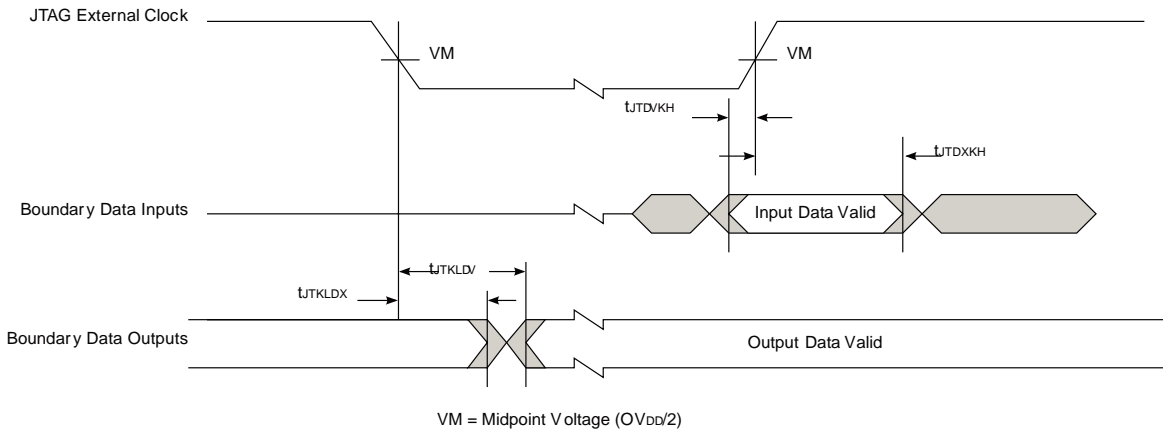 JTAG External Clock
VM
VM
tJTDVKH
tJTDXKH
Boundary Data Inputs
Input Data Valid
tJTKLDV
tJTKLDX
Boundary Data Outputs
Output Data Valid
VM = Midpoint Voltage (OVDD/2)